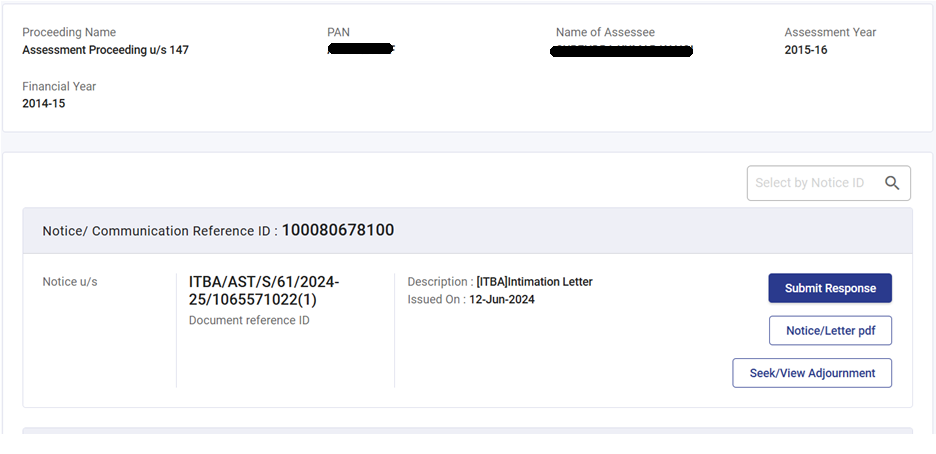 Proceeding Name
Assessment Proceeding u/s 147
PAN
Name of Assessee
Assessment Year
2015-16
Financial Year
2014-15
Select by Notice ID
Notice/ Communication Reference ID : 100080678100
Notice u/s
ITBA/AST/S/61/2024-
25/1065571022(1)
Document reference ID
Description : [ITBA]Intimation Letter
Issued On : 12-Jun-2024
Submit Response
Notice/Letter pdf
Seek/View Adjournment